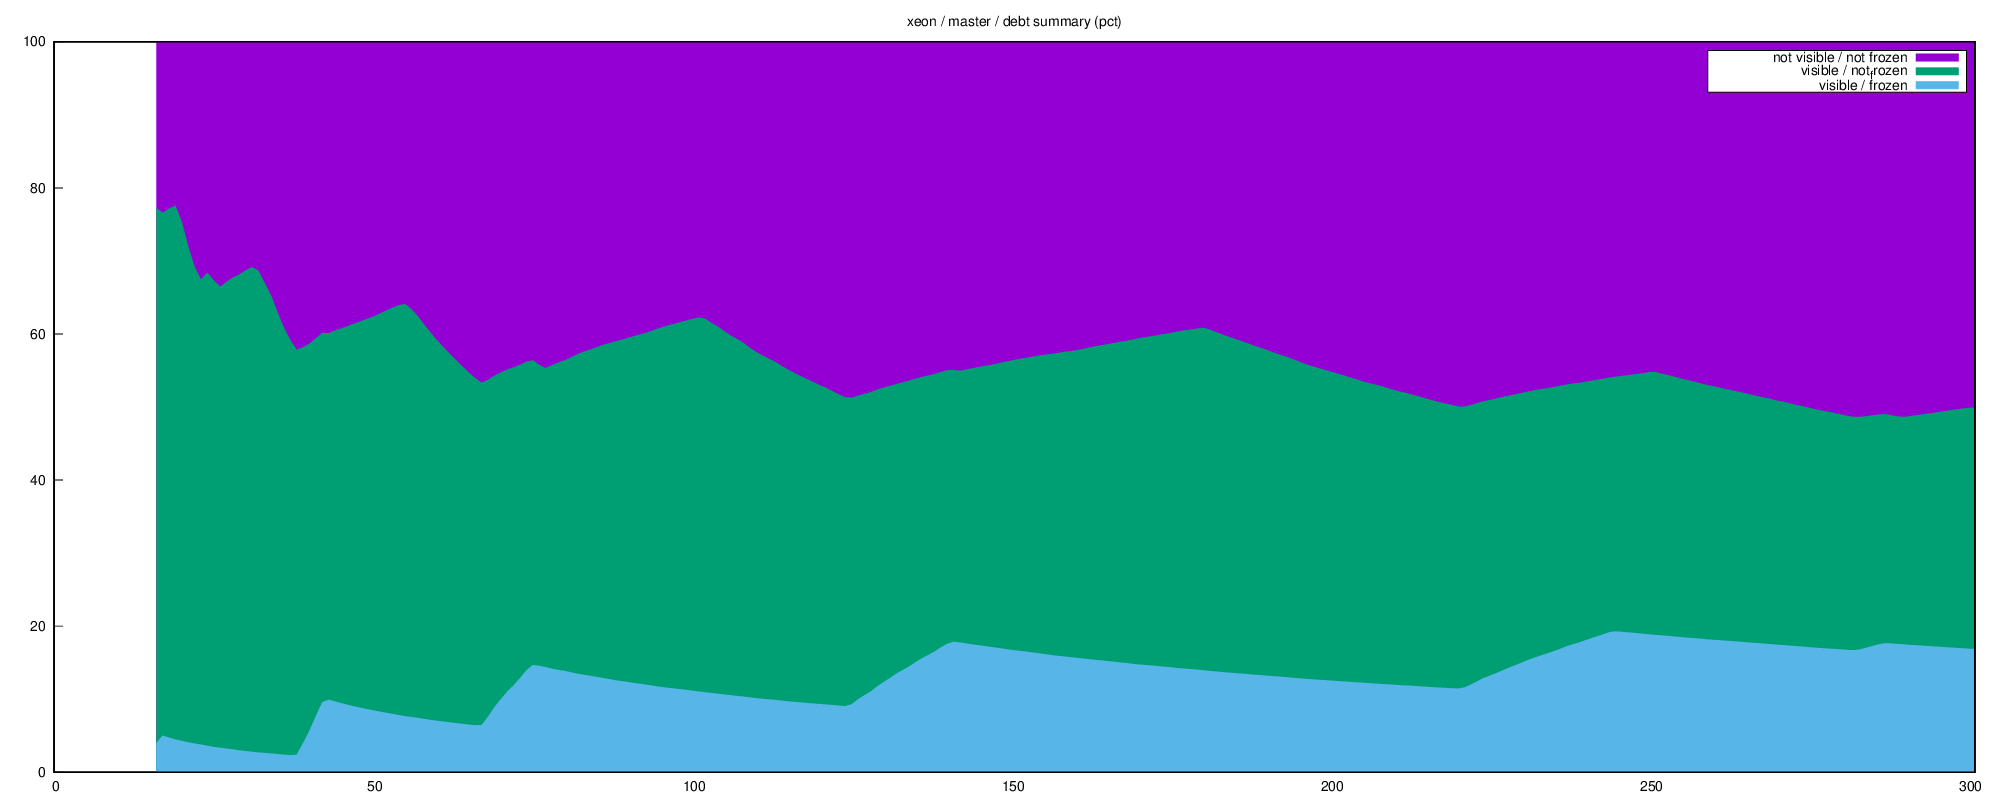 xeon / master / debt summary (pct)
not visible / not frozen
visible / not frozen
visible / frozen
100
80
60
40
20
0
0 50 100 150 200 250 300